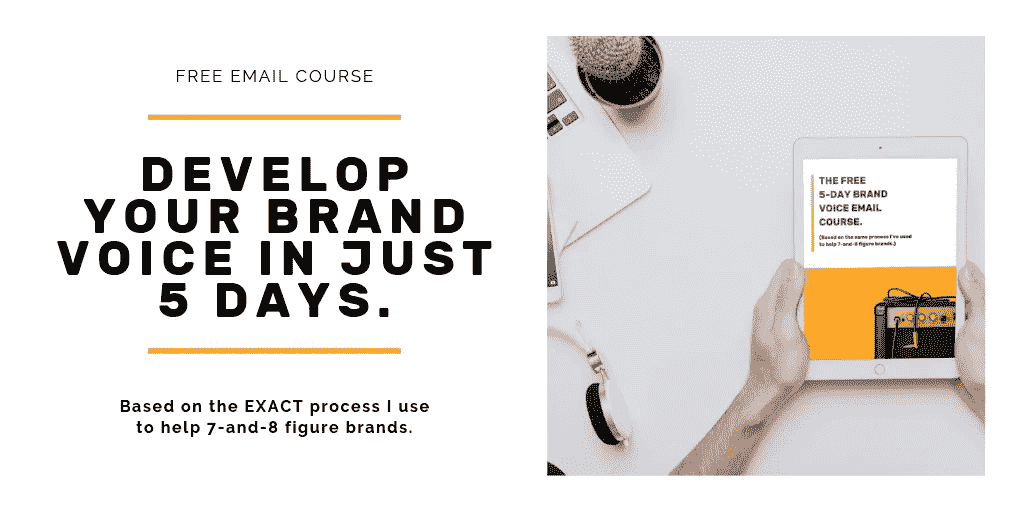 FREE EMAIL COURSE
DEVELOP
YOUR BRAND
VOICE IN JUST
5 DAYS.
Based on the EXACT process I use
to help 7-and-8 figure brands.
THE FREE
5-DAY BRAND
VOICE EMAIL
COURSE.
(Based on the same process I've used
to help 7-and-8 figure brands.)